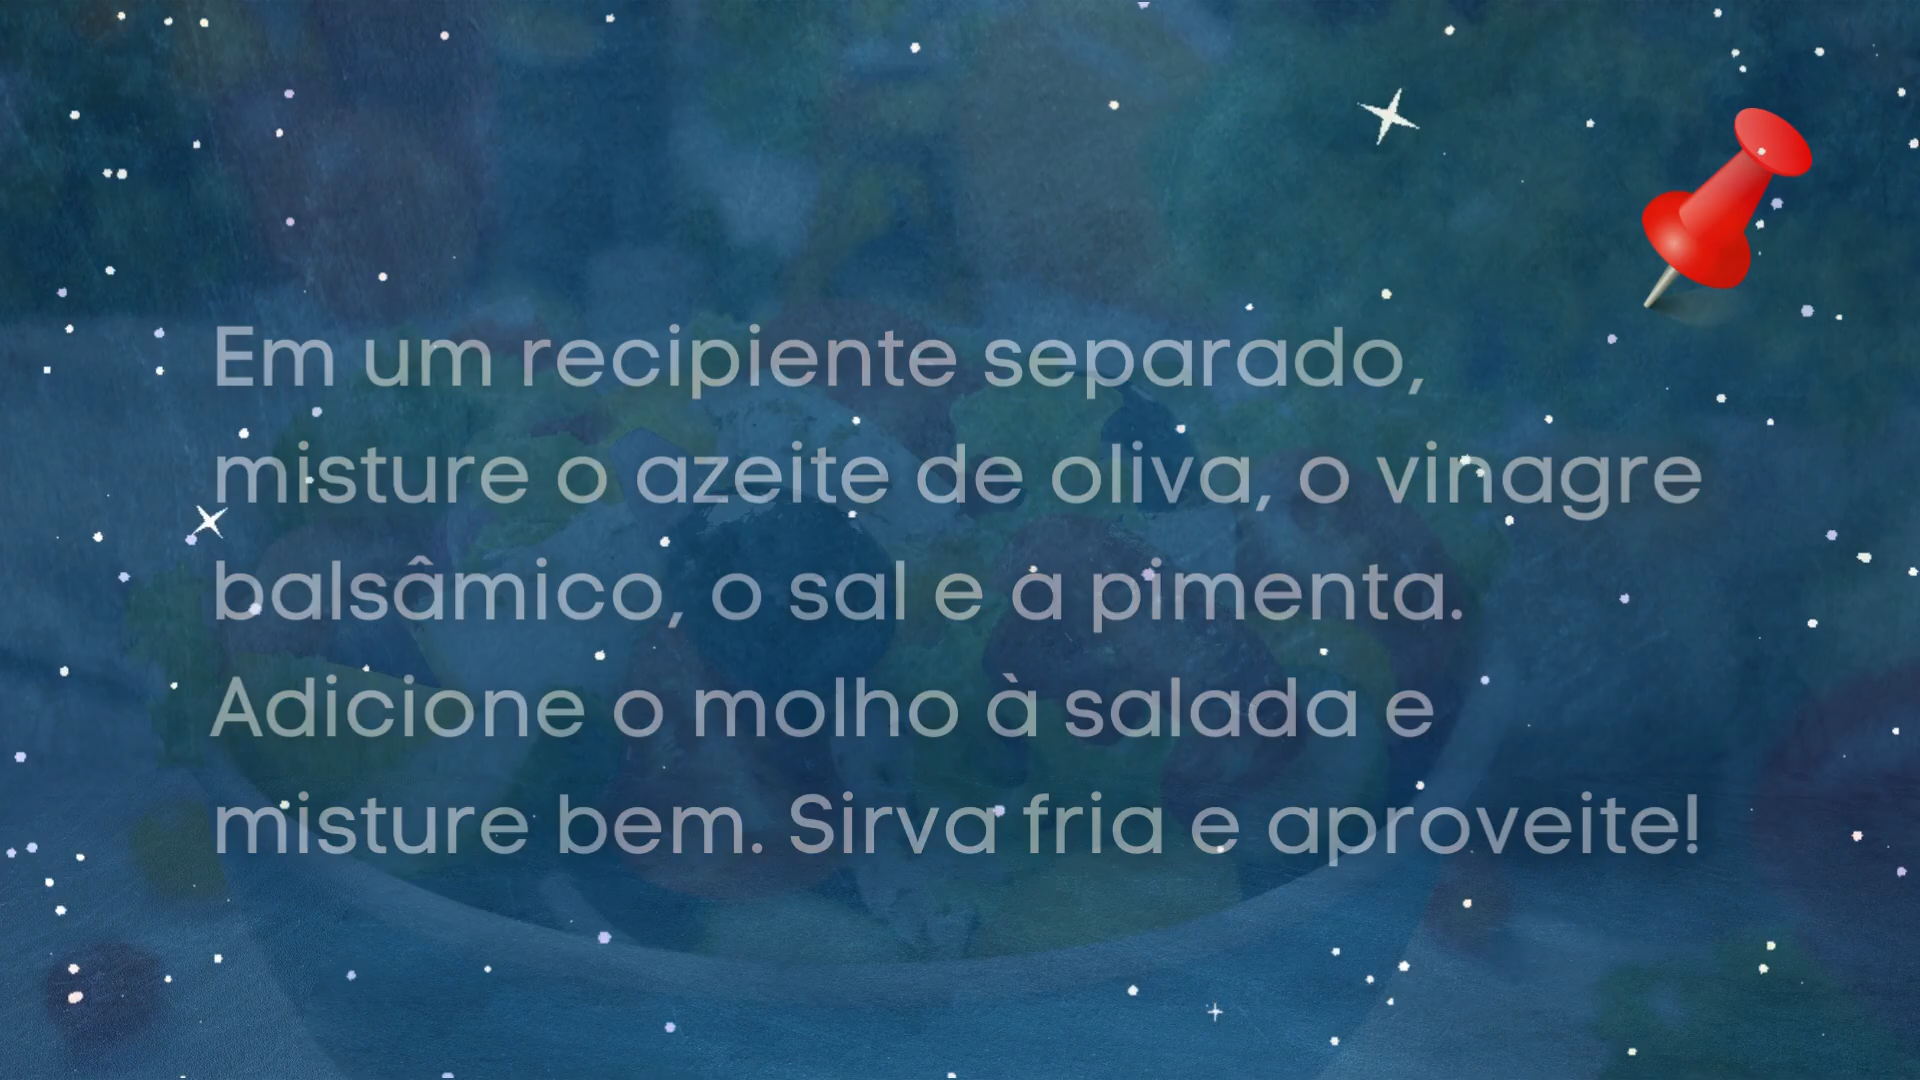 Em um recipiente separado,
misture o azeite de oliva, o vinagre
balsâmico, o sal e a pimenta.
Adicione o molho à salada e
misture bem. Sirva fria e aproveite!